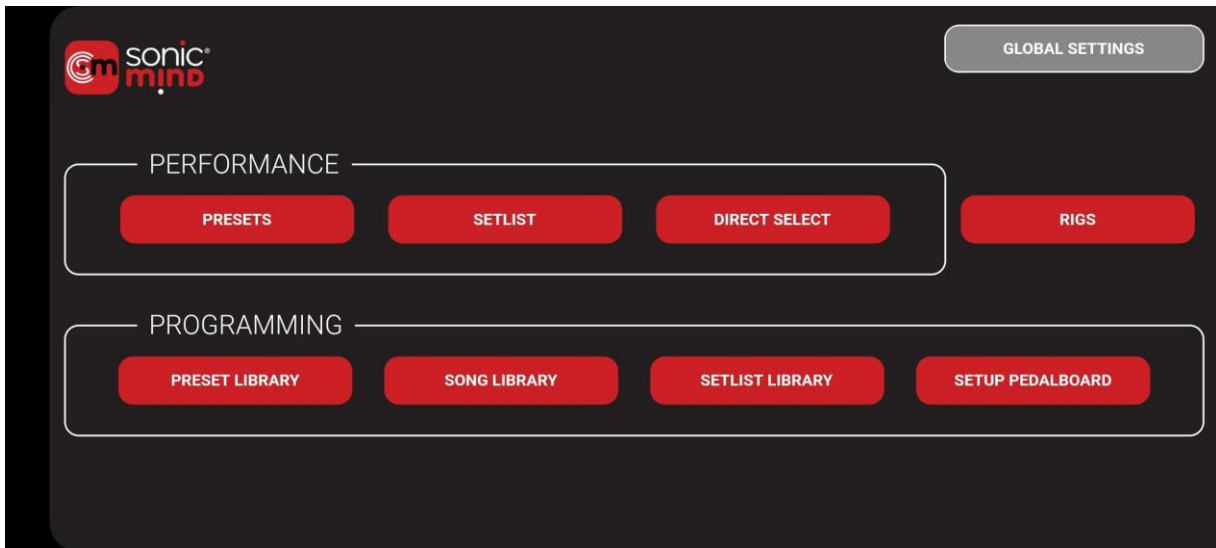 sonic®
mind
GLOBAL SETTINGS
PERFORMANCE
PRESETS SETLIST DIRECT SELECT RIGS
PROGRAMMING
PRESET LIBRARY SONG LIBRARY SETLIST LIBRARY SETUP PEDALBOARD